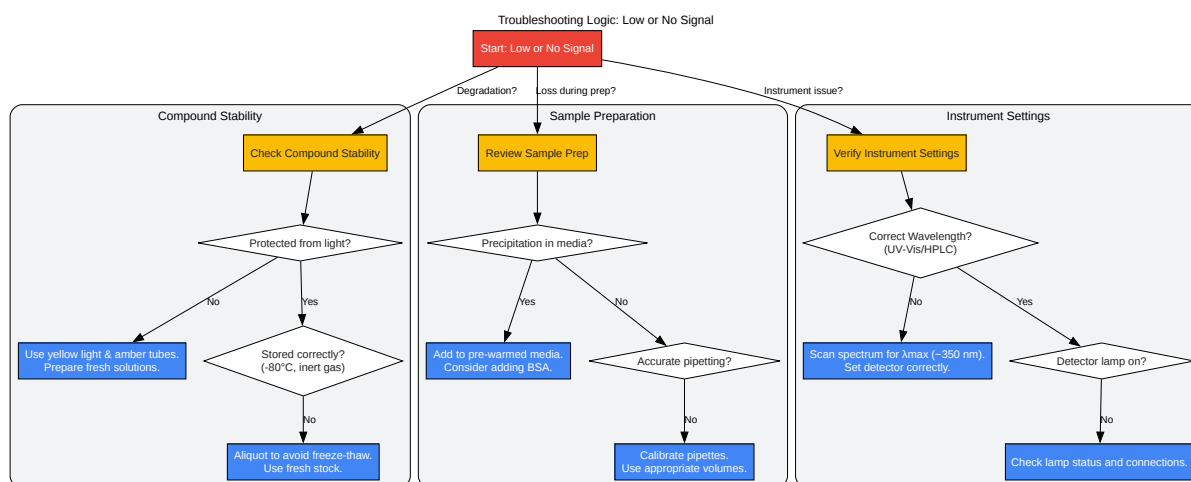 Troubleshooting Logic: Low or No Signal
Start: Low or No Signal
Degradation?
Loss during prep?
Instrument issue?
Compound Stability
Check Compound Stability
Protected from light?
No
Yes
Use yellow light & amber tubes.
Prepare fresh solutions.
Stored correctly?
(-80°C, inert gas)
No
Aliquot to avoid freeze-thaw.
Use fresh stock.
Sample Preparation
Review Sample Prep
Precipitation in media?
Yes
No
Add to pre-warmed media.
Consider adding BSA.
Accurate pipetting?
No
Calibrate pipettes.
Use appropriate volumes.
Instrument Settings
Verify Instrument Settings
Correct Wavelength?
(UV-Vis/HPLC)
No
Yes
Scan spectrum for λmax (~350 nm).
Set detector correctly.
Detector lamp on?
No
Check lamp status and connections.